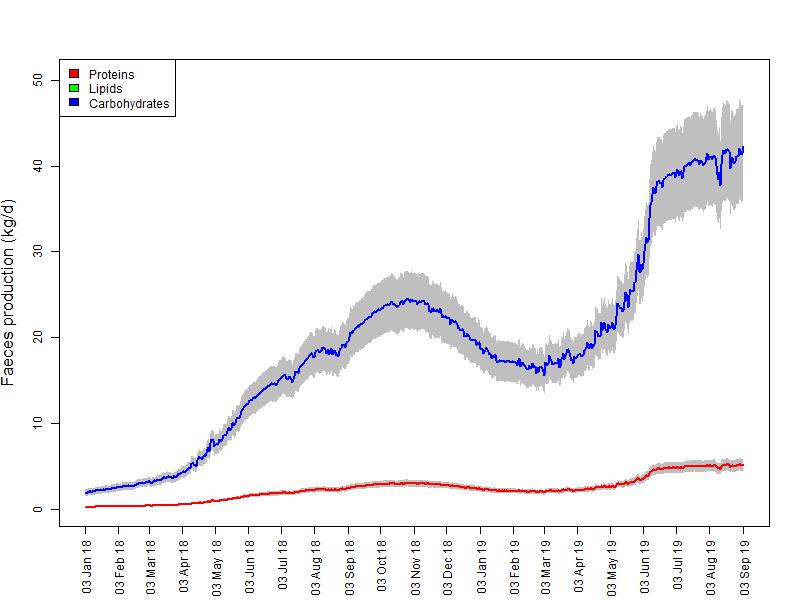 Proteins
Lipids
Carbohydrates
Faeces production (kg/d)
50
40
30
20
10
0
03 Jan 18
03 Feb 18
03 Mar 18
03 Apr 18
03 May 18
03 Jun 18
03 Jul 18
03 Aug 18
03 Sep 18
03 Oct 18
03 Nov 18
03 Dec 18
03 Jan 19
03 Feb 19
03 Mar 19
03 Apr 19
03 May 19
03 Jun 19
03 Jul 19
03 Aug 19
03 Sep 19